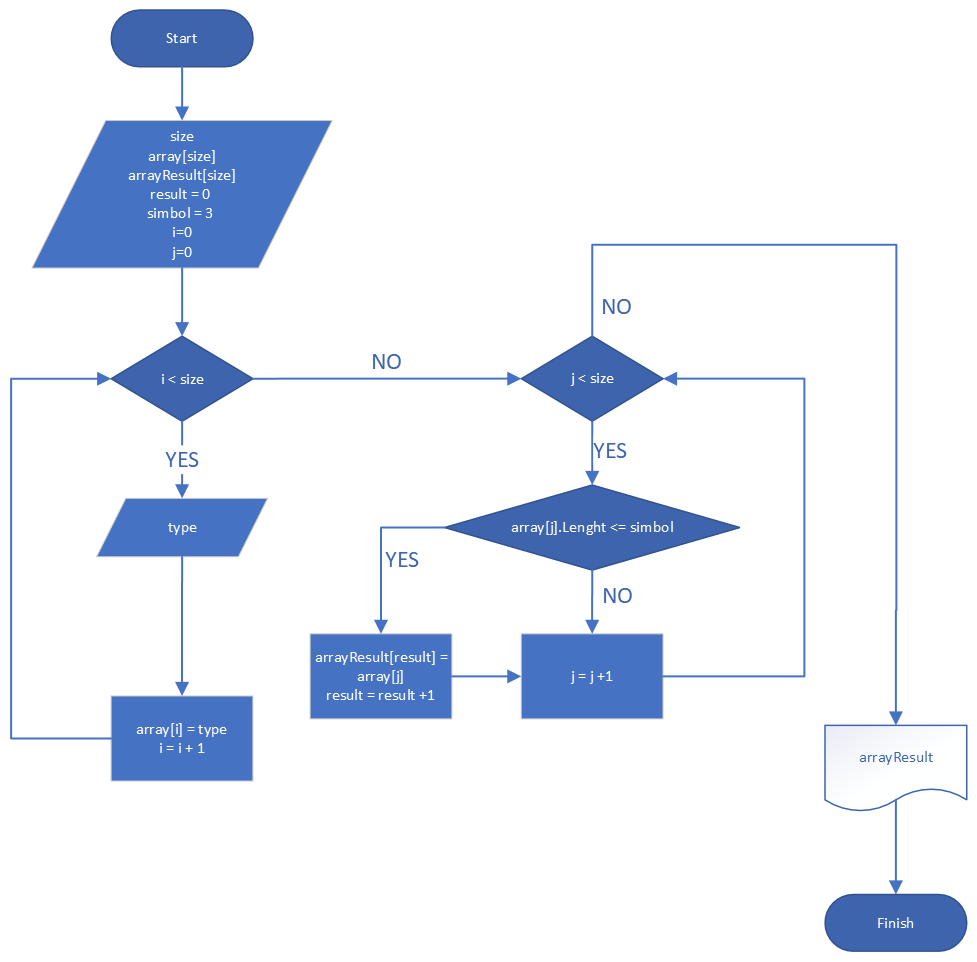 Start
size
array[size]
arrayResult[size]
result = 0
simbol = 3
i=0
j=0
i < size
YES
type
array[i] = type
i = i + 1
NO
j < size
NO
YES
array[j].Lenght <= simbol
YES
arrayResult[result] =
array[j]
result = result +1
NO
j = j +1
arrayResult
Finish